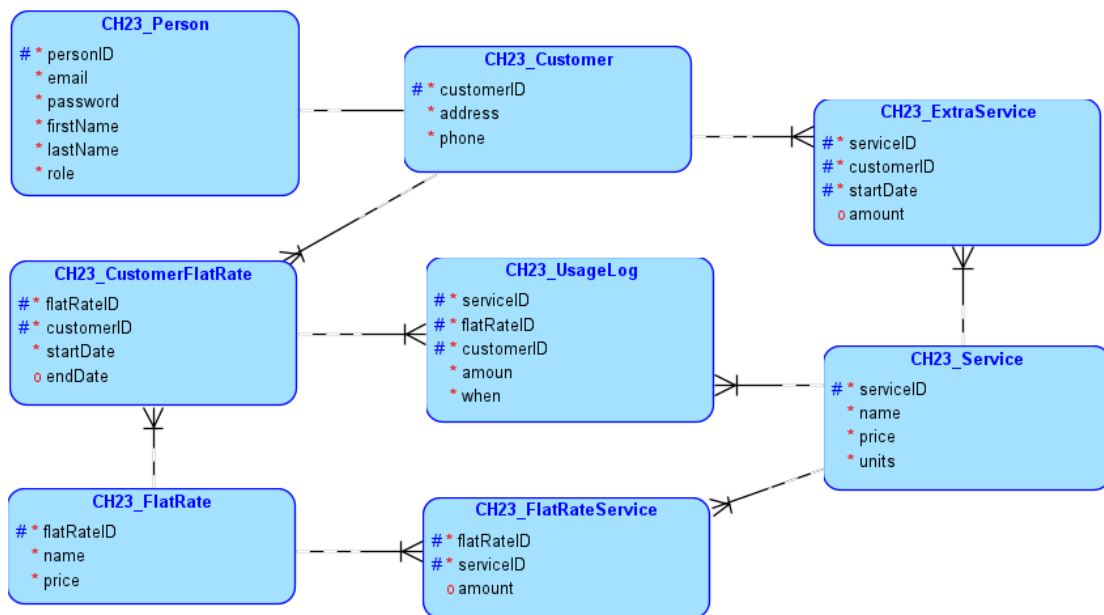 CH23_Person
# * personID
* email
* password
* firstName
* lastName
* role
CH23_Customer
# * customerID
* address
* phone
CH23_ExtraService
# * serviceID
# * customerID
# * startDate
o amount
CH23_CustomerFlatRate
# * flatRateID
# * customerID
* startDate
o endDate
CH23_UsageLog
# * serviceID
# * flatRateID
# * customerID
* amoun
* when
CH23_Service
# * serviceID
* name
* price
* units
CH23_FlatRate
# * flatRateID
* name
* price
CH23_FlatRateService
# * flatRateID
# * serviceID
o amount